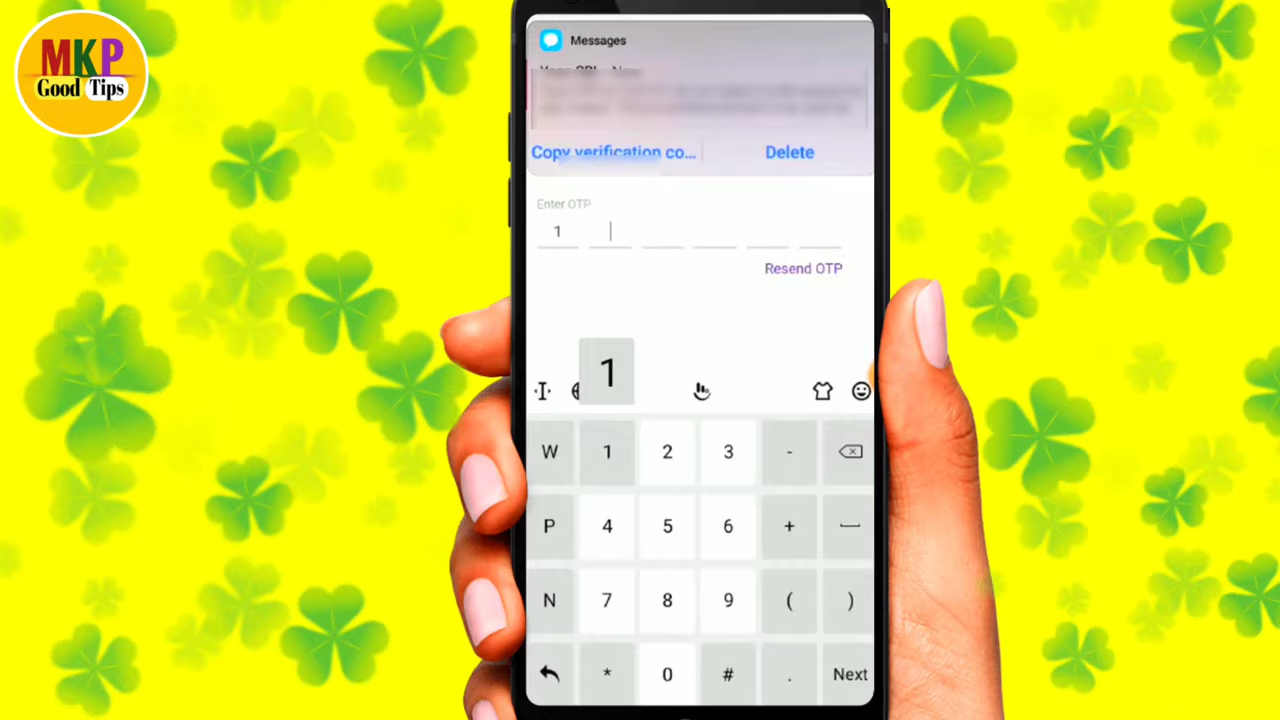 MKP
Good Tips
Messages
Copy verification co...
Delete
Enter OTP
1
Resend OTP
1
W 1 2 3 -
P 4 5 6 +
N 7 8 9 ( )
* 0 # . Next